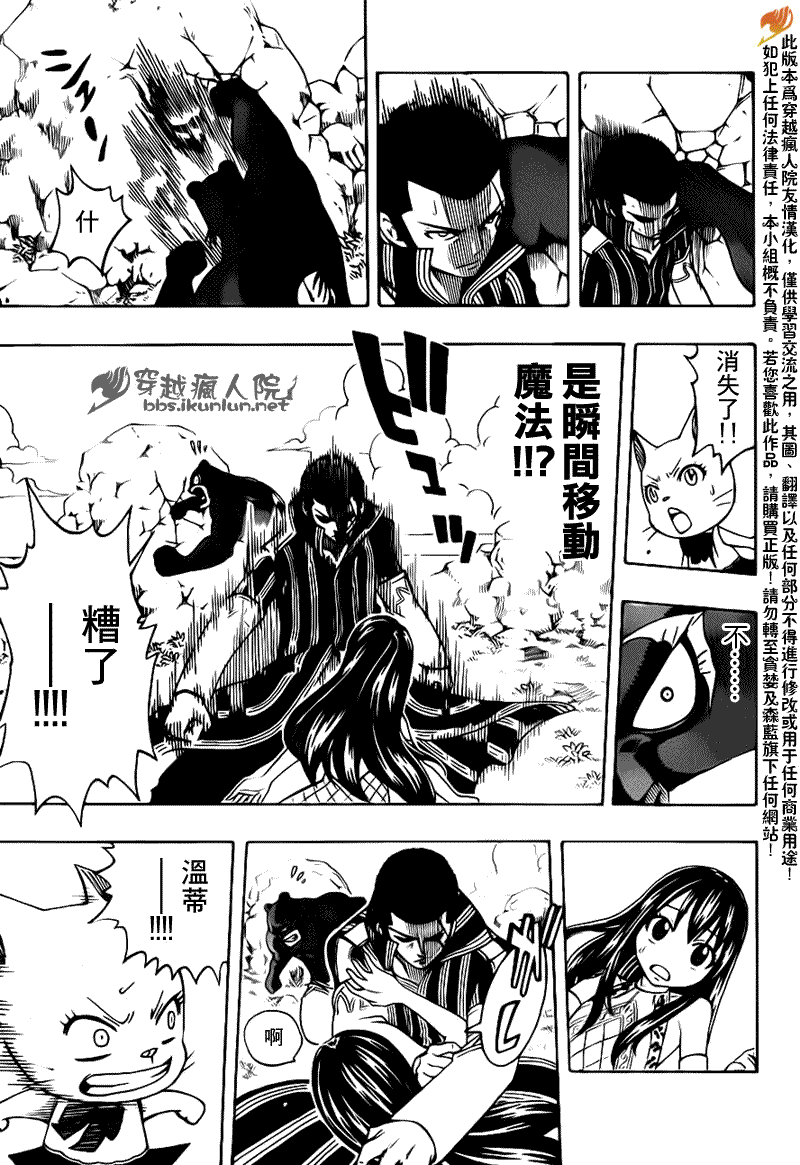 此版本爲穿越瘋人院友情漢化，僅供學習交流之用，其圖、翻譯以及任何部分不得進行修改或用于任何商業用途！
如犯上任何法律責任，本小組概不負責。若您喜歡此作品，請購買正版！請勿轉至貪婪及森藍旗下任何網站！
什
消失了!!
不……
是瞬間移動
魔法!!?
ビュッ
穿越瘋人院
bbs.ikunlun.net
糟了
——!!!!
啊
溫蒂
——!!!!